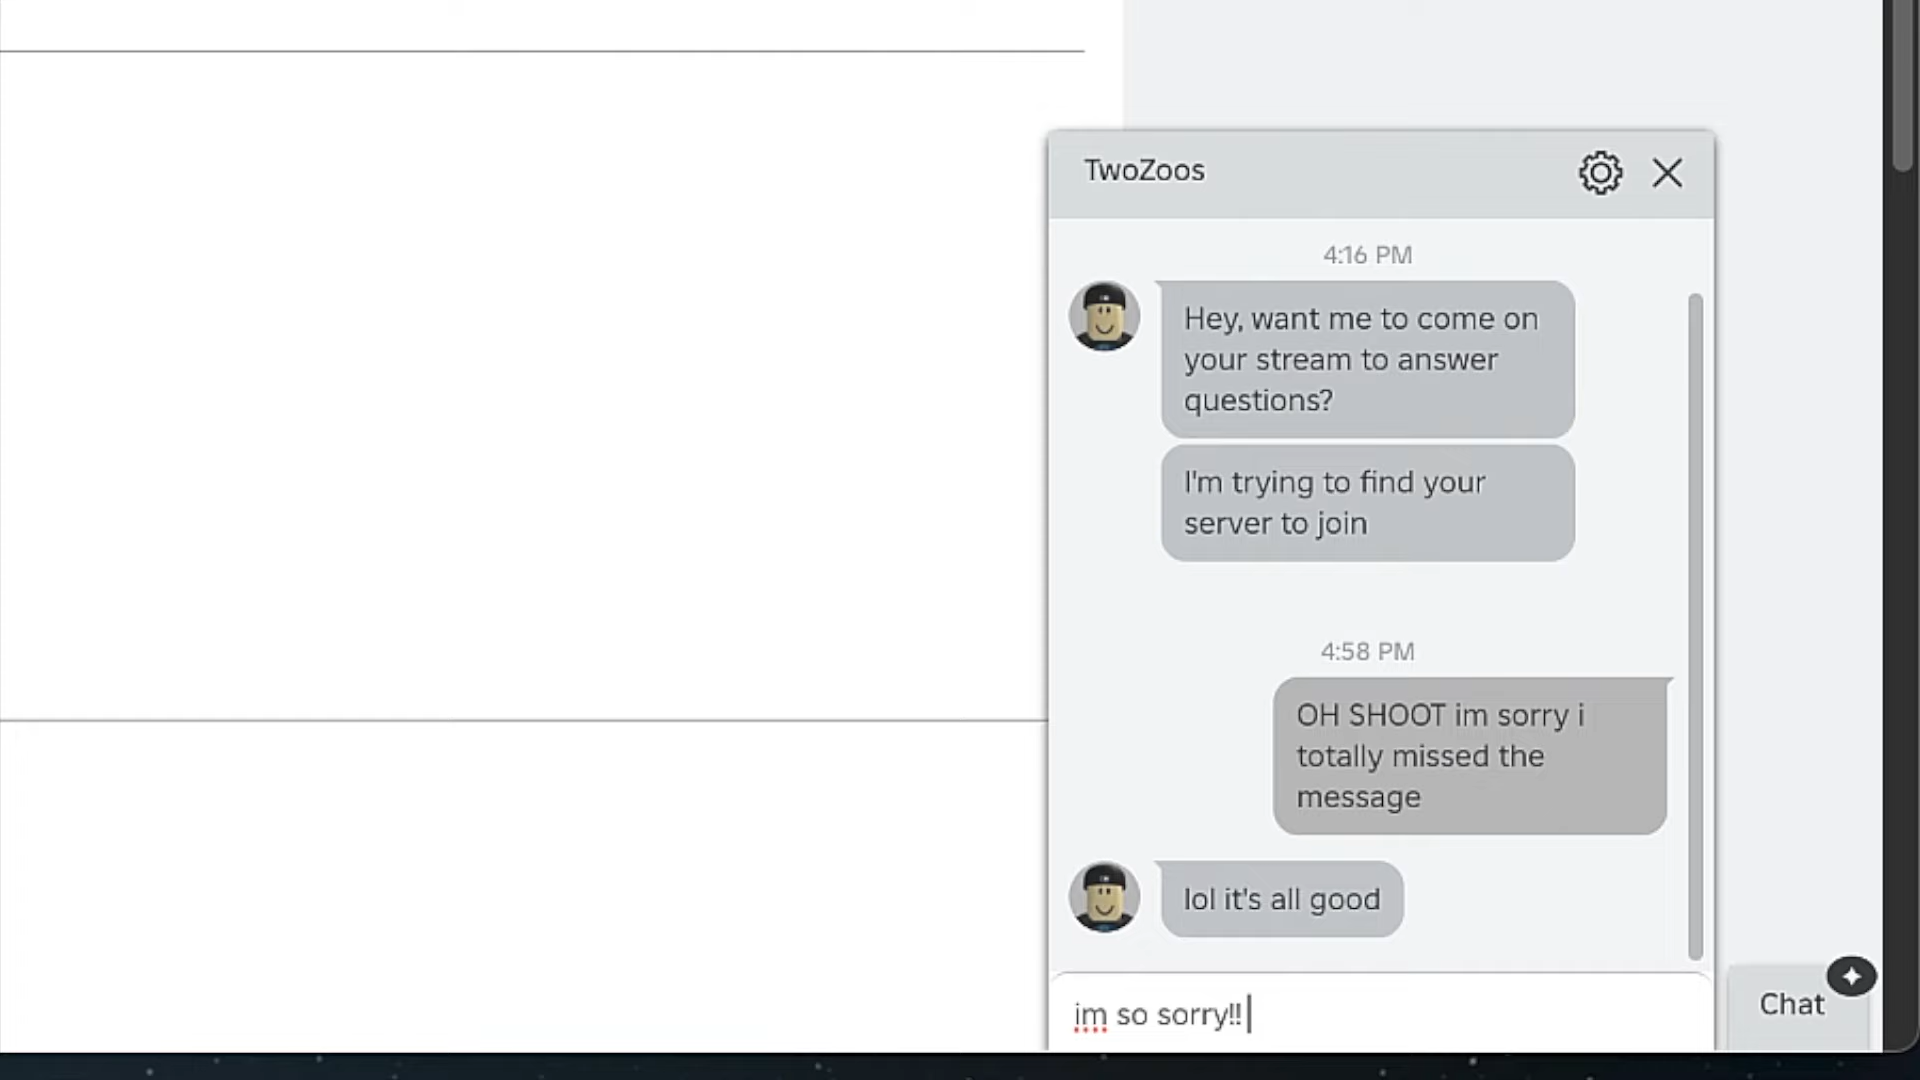 TwoZoos
4:16 PM
Hey, want me to come on
your stream to answer
questions?
I'm trying to find your
server to join
4:58 PM
OH SHOOT im sorry i
totally missed the
message
lol it's all good
im so sorry!!
Chat